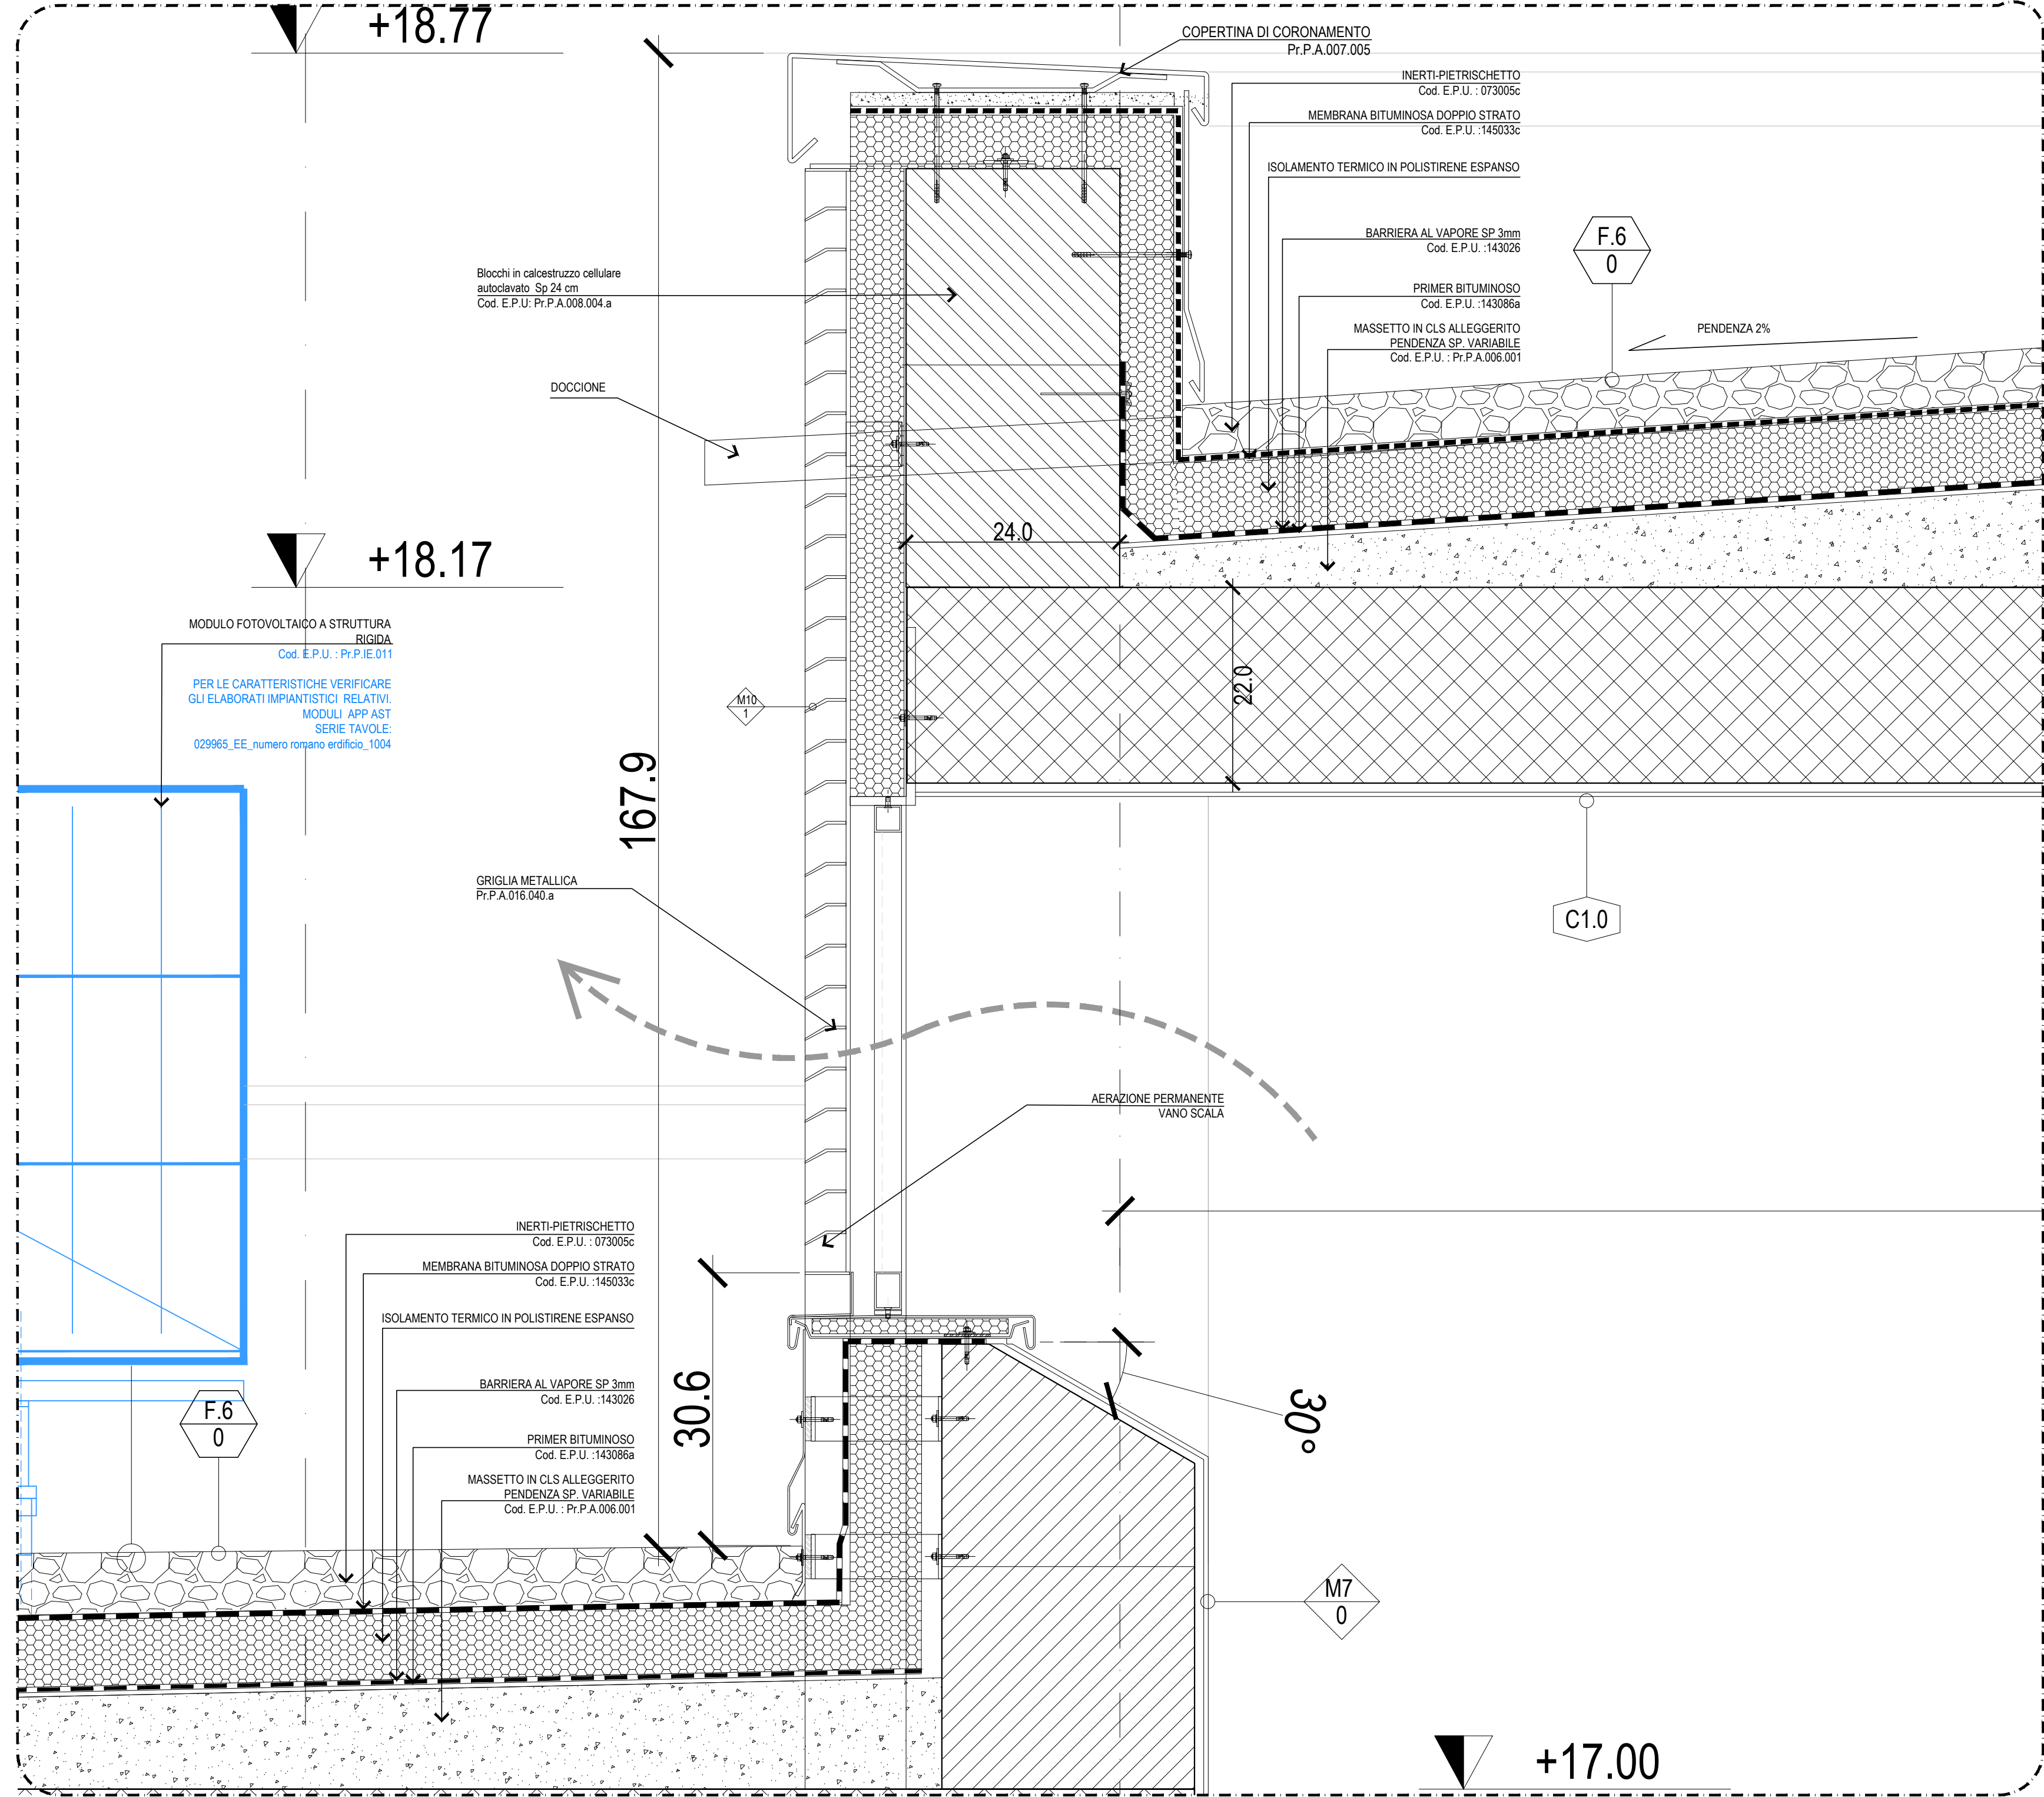 +18.77
COPERTINA DI CORONAMENTO
Pr.P.A.007.005
INERTI-PIETRISCHETTO
Cod. E.P.U. : 073005c
MEMBRANA BITUMINOSA DOPPIO STRATO
Cod. E.P.U. :145033c
ISOLAMENTO TERMICO IN POLISTIRENE ESPANSO
BARRIERA AL VAPORE SP 3mm
Cod. E.P.U. :143026
F.6
0
PRIMER BITUMINOSO
Cod. E.P.U. :143086a
MASSETTO IN CLS ALLEGGERITO
PENDENZA SP. VARIABILE
Cod. E.P.U. : Pr.P.A.006.001
PENDENZA 2%
Blocchi in calcestruzzo cellulare
autoclavato Sp 24 cm
Cod. E.P.U: Pr.P.A.008.004.a
DOCCIONE
24.0
+18.17
MODULO FOTOVOLTAICO A STRUTTURA
RIGIDA
Cod. E.P.U. : Pr.P.IE.011
PER LE CARATTERISTICHE VERIFICARE
GLI ELABORATI IMPIANTISTICI RELATIVI.
MODULI APP AST
SERIE TAVOLE:
029965_EE_numero romano erdificio_1004
M10
1
22.0
167.9
GRIGLIA METALLICA
Pr.P.A.016.040.a
C1.0
AERAZIONE PERMANENTE
VANO SCALA
INERTI-PIETRISCHETTO
Cod. E.P.U. : 073005c
MEMBRANA BITUMINOSA DOPPIO STRATO
Cod. E.P.U. :145033c
ISOLAMENTO TERMICO IN POLISTIRENE ESPANSO
BARRIERA AL VAPORE SP 3mm
Cod. E.P.U. :143026
F.6
0
PRIMER BITUMINOSO
Cod. E.P.U. :143086a
MASSETTO IN CLS ALLEGGERITO
PENDENZA SP. VARIABILE
Cod. E.P.U. : Pr.P.A.006.001
30.6
30°
M7
0
+17.00